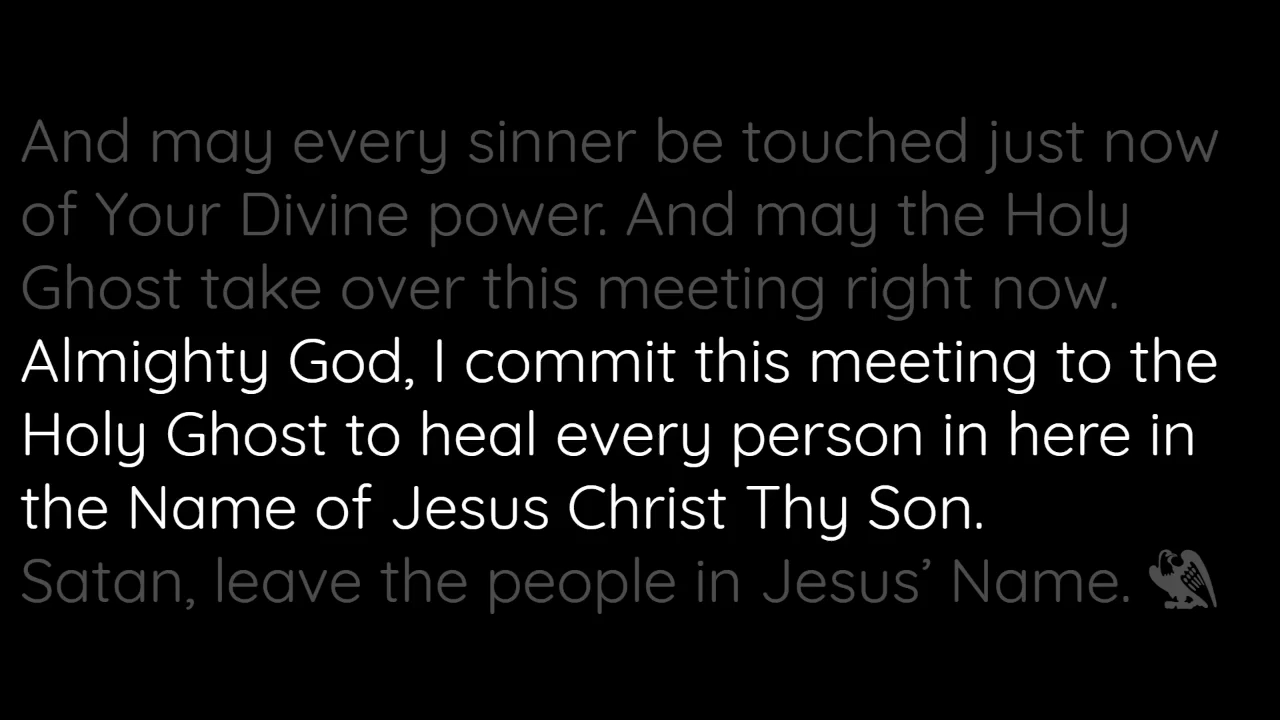 And may every sinner be touched just now
of Your Divine power. And may the Holy
Ghost take over this meeting right now.
Almighty God, I commit this meeting to the
Holy Ghost to heal every person in here in
the Name of Jesus Christ Thy Son.
Satan, leave the people in Jesus’ Name.